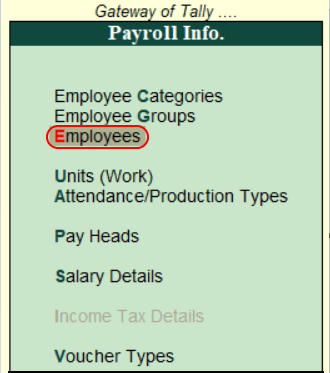 Gateway of Tally ....
Payroll Info.
Employee Categories
Employee Groups
Employees
Units (Work)
Attendance/Production Types
Pay Heads
Salary Details
Income Tax Details
Voucher Types